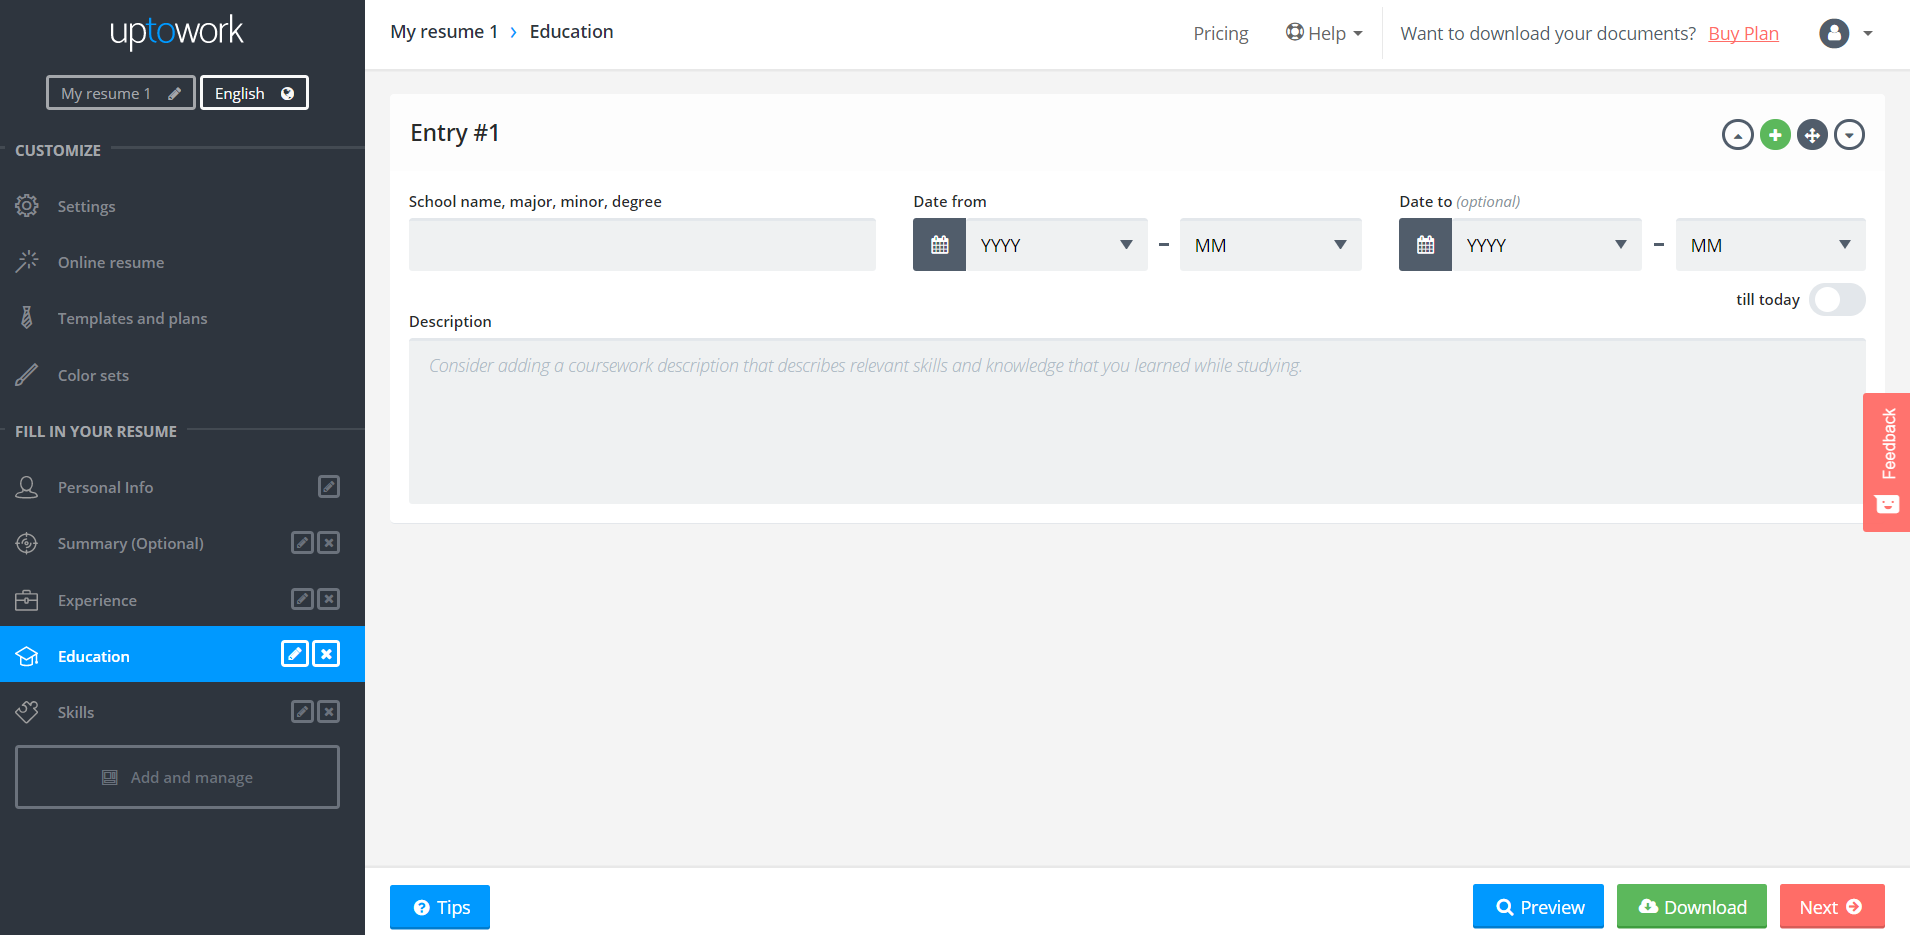 uptowork
My resume 1
English
CUSTOMIZE
Settings
Online resume
Templates and plans
Color sets
FILL IN YOUR RESUME
Personal Info
Summary (Optional)
Experience
Education
Skills
Add and manage
My resume 1 › Education
Pricing
Help
Want to download your documents? Buy Plan
Entry #1
School name, major, minor, degree
Date from
Date to (optional)
YYYY – MM
YYYY – MM
till today
Description
Consider adding a coursework description that describes relevant skills and knowledge that you learned while studying.
Feedback
Tips
Preview
Download
Next